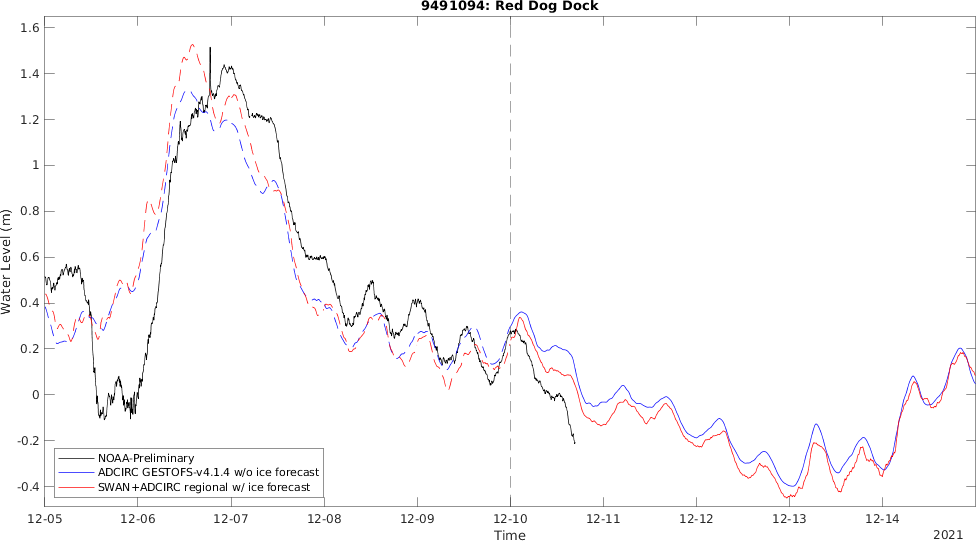 9491094: Red Dog Dock
1.6
1.4
1.2
1
0.8
0.6
0.4
0.2
0
-0.2
-0.4
Water Level (m)
NOAA-Preliminary
ADCIRC GESTOFS-v4.1.4 w/o ice forecast
SWAN+ADCIRC regional w/ ice forecast
12-05 12-06 12-07 12-08 12-09 12-10 12-11 12-12 12-13 12-14
Time
2021